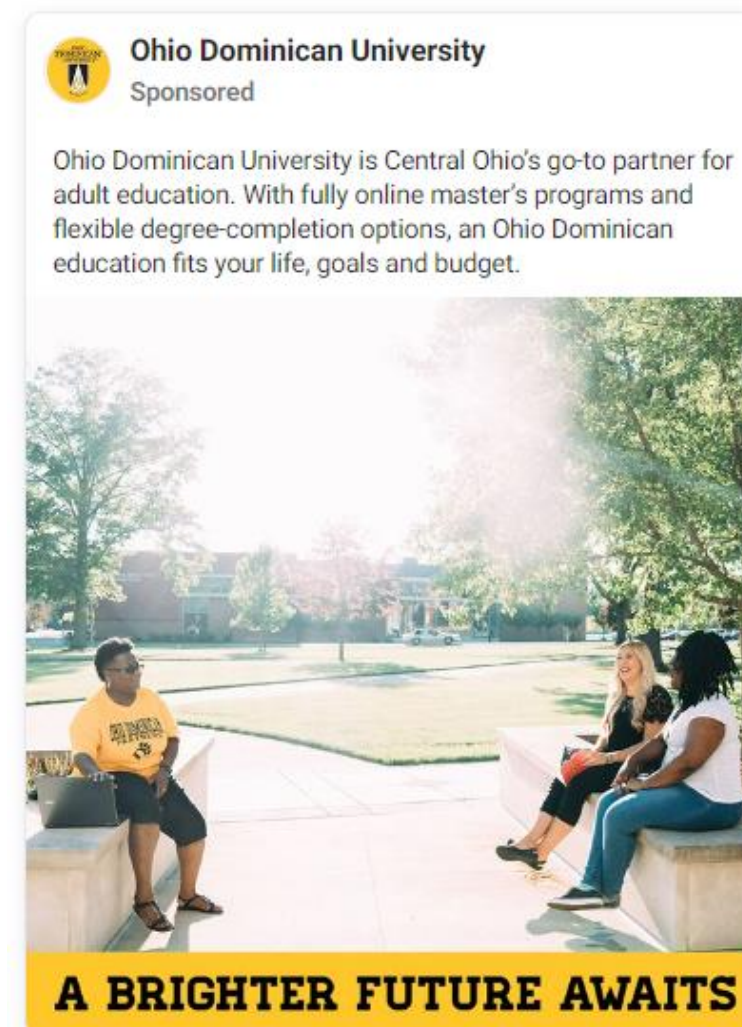 Ohio Dominican University
Sponsored
Ohio Dominican University is Central Ohio's go-to partner for
adult education. With fully online master's programs and
flexible degree-completion options, an Ohio Dominican
education fits your life, goals and budget.
OHIO DOMINICAN
A BRIGHTER FUTURE AWAITS